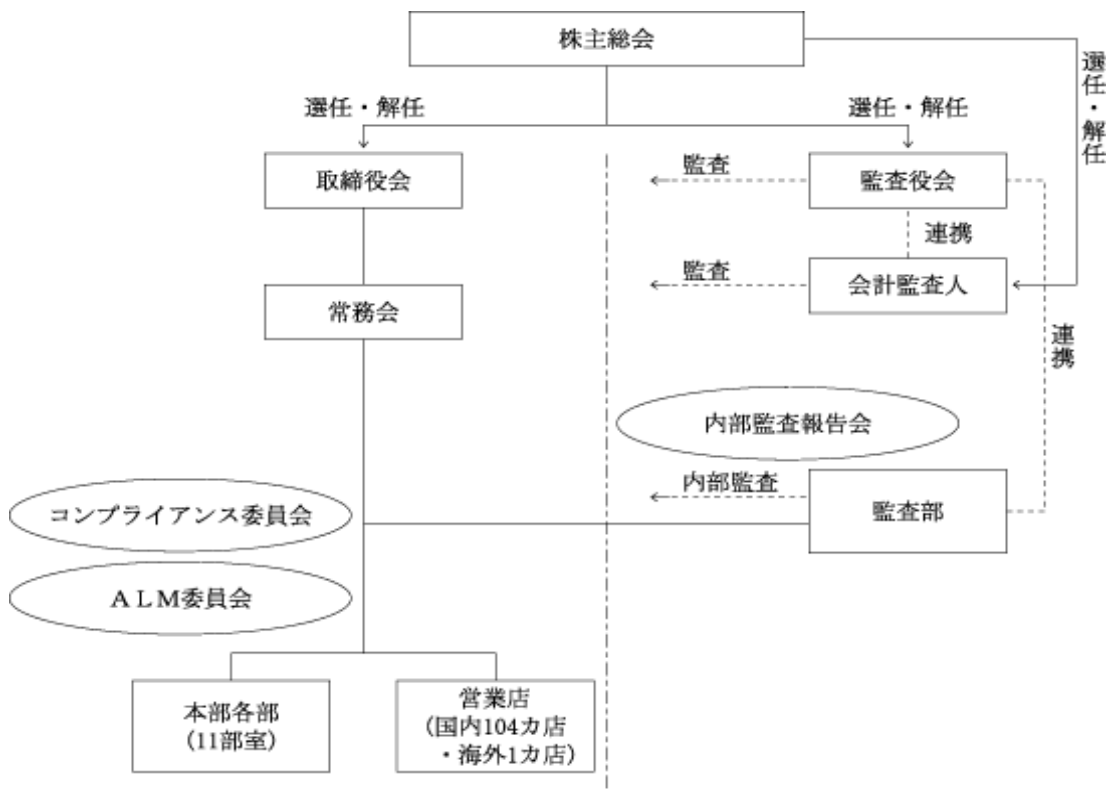 株主総会
選任・解任
選任・解任
選任・解任
取締役会
監査
監査役会
連携
監査
会計監査人
常務会
連携
内部監査報告会
内部監査
監査部
コンプライアンス委員会
ＡＬＭ委員会
本部各部
(11部室)
営業店
(国内104カ店
・海外1カ店)